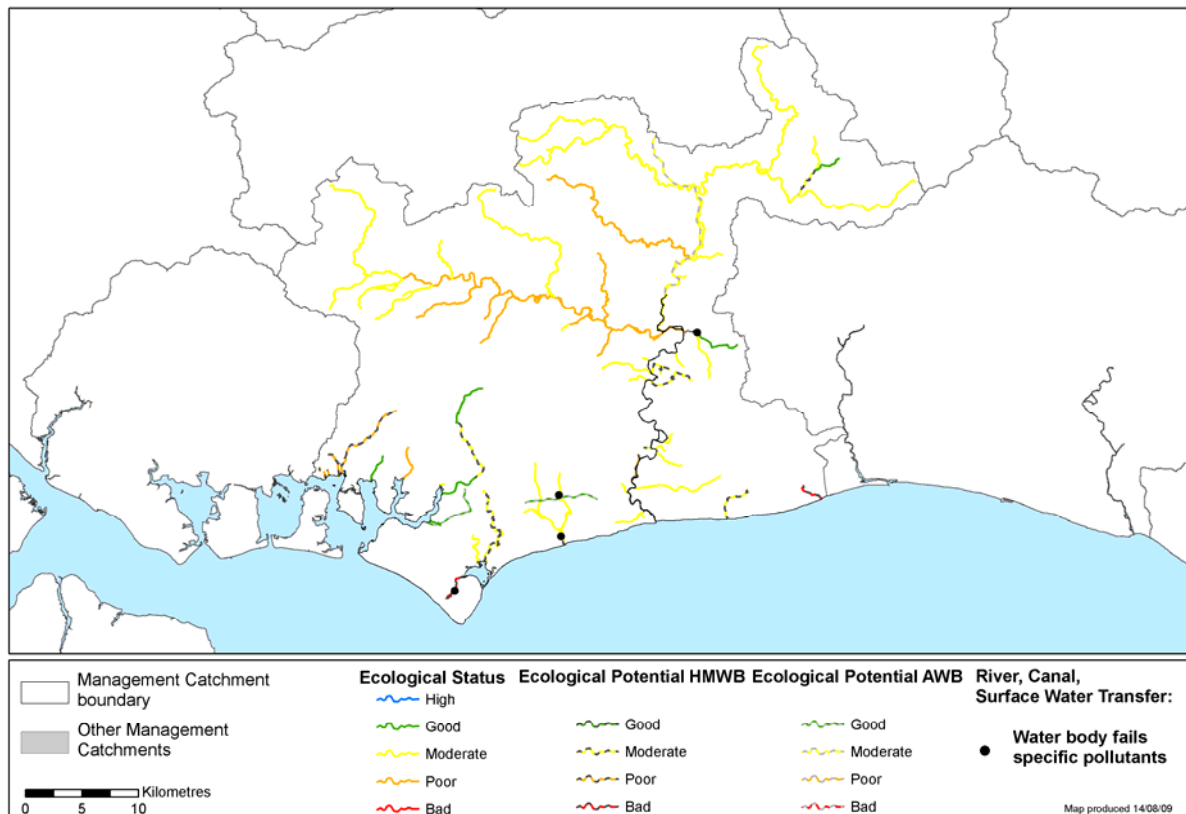 Management Catchment
boundary
Other Management
Catchments
Kilometres
0 5 10
Ecological Status
High
Good
Moderate
Poor
Bad
Ecological Potential HMWB
Good
Moderate
Poor
Bad
Ecological Potential AWB
Good
Moderate
Poor
Bad
River, Canal,
Surface Water Transfer:
Water body fails
specific pollutants
Map produced 14/08/09